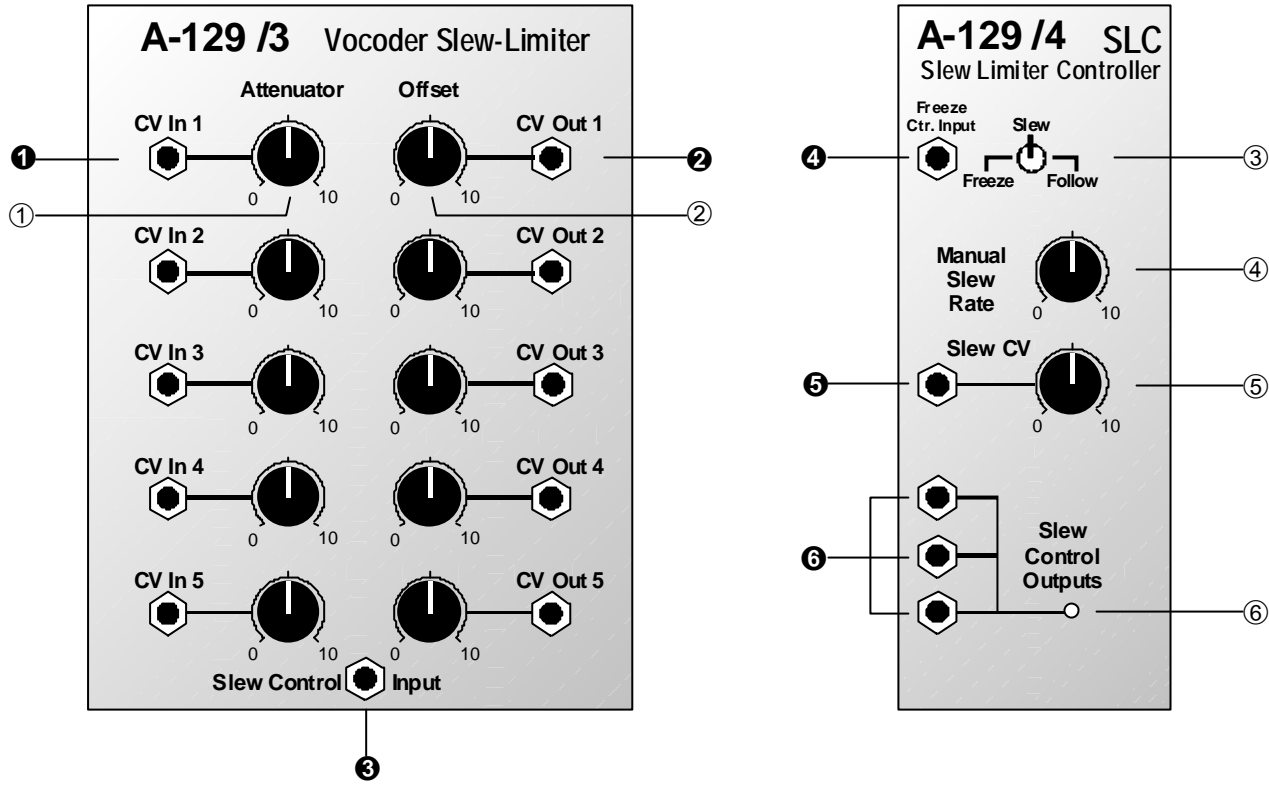 A-129 /3 Vocoder Slew-Limiter
Attenuator Offset
CV In 1 CV Out 1
❶ ❷
0 10 0 10
① ②
CV In 2 CV Out 2
0 10 0 10
CV In 3 CV Out 3
0 10 0 10
CV In 4 CV Out 4
0 10 0 10
CV In 5 CV Out 5
0 10 0 10
Slew Control Input
❸
A-129 /4 SLC
Slew Limiter Controller
Freeze
Ctr. Input
Slew
❹ ③
Freeze Follow
Manual
Slew
Rate
④
0 10
Slew CV
❺ ⑤
0 10
Slew
Control
Outputs
❻ ⑥